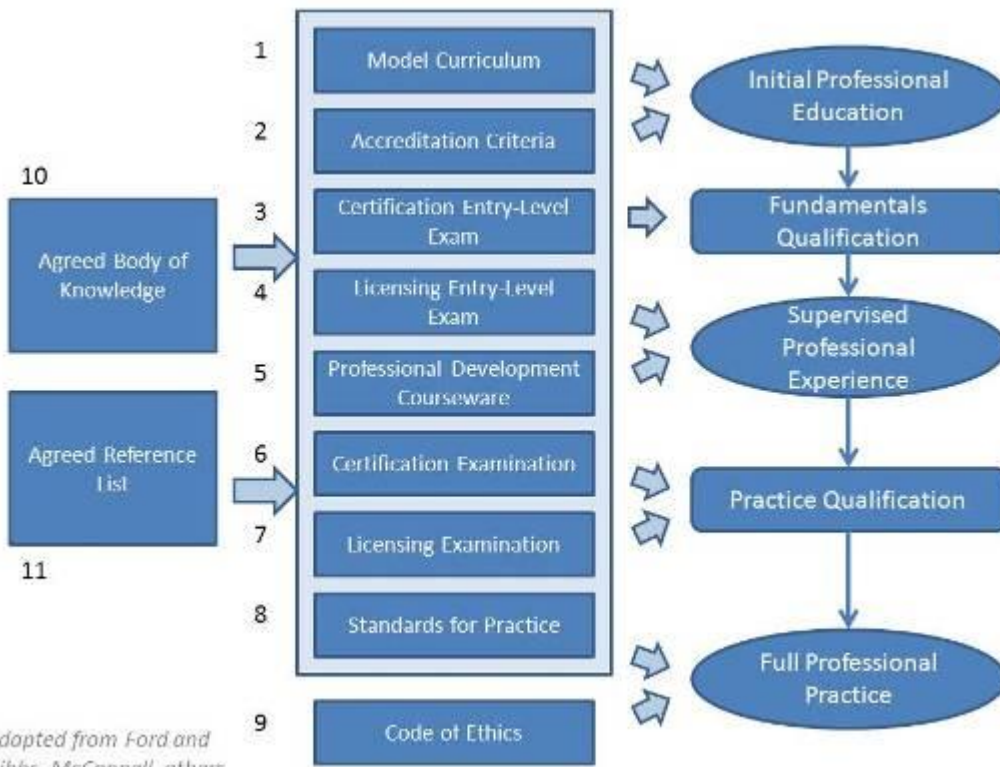 1
Model Curriculum
Initial Professional
Education
2
Accreditation Criteria
10
3
Certification Entry-Level
Exam
Fundamentals
Qualification
Agreed Body of
Knowledge
4
Licensing Entry-Level
Exam
Supervised
Professional
Experience
5
Professional Development
Courseware
Agreed Reference
List
6
Certification Examination
Practice Qualification
7
Licensing Examination
11
8
Standards for Practice
Full Professional
Practice
9
Code of Ethics
dapted from Ford and